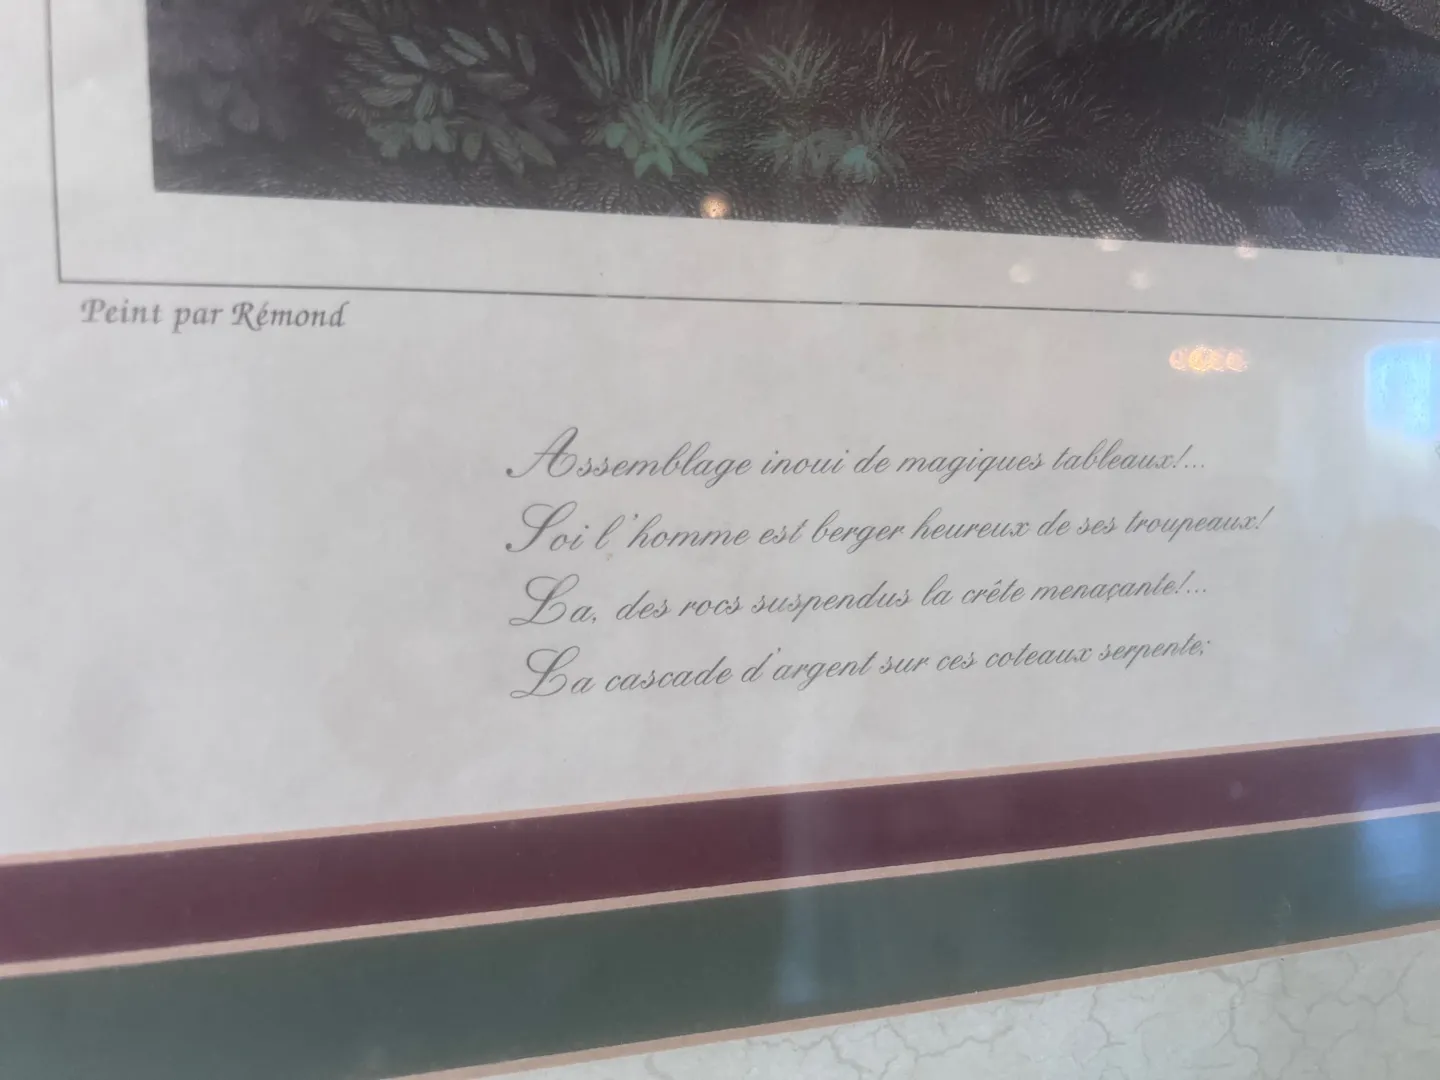 Peint par Rémond
Assemblage inoui de magiques tableaux!...
Soi l'homme est berger heureux de ses troupeaux!
La, des rocs suspendus la crête menaçante!...
La cascade d'argent sur ces coteaux serpente;